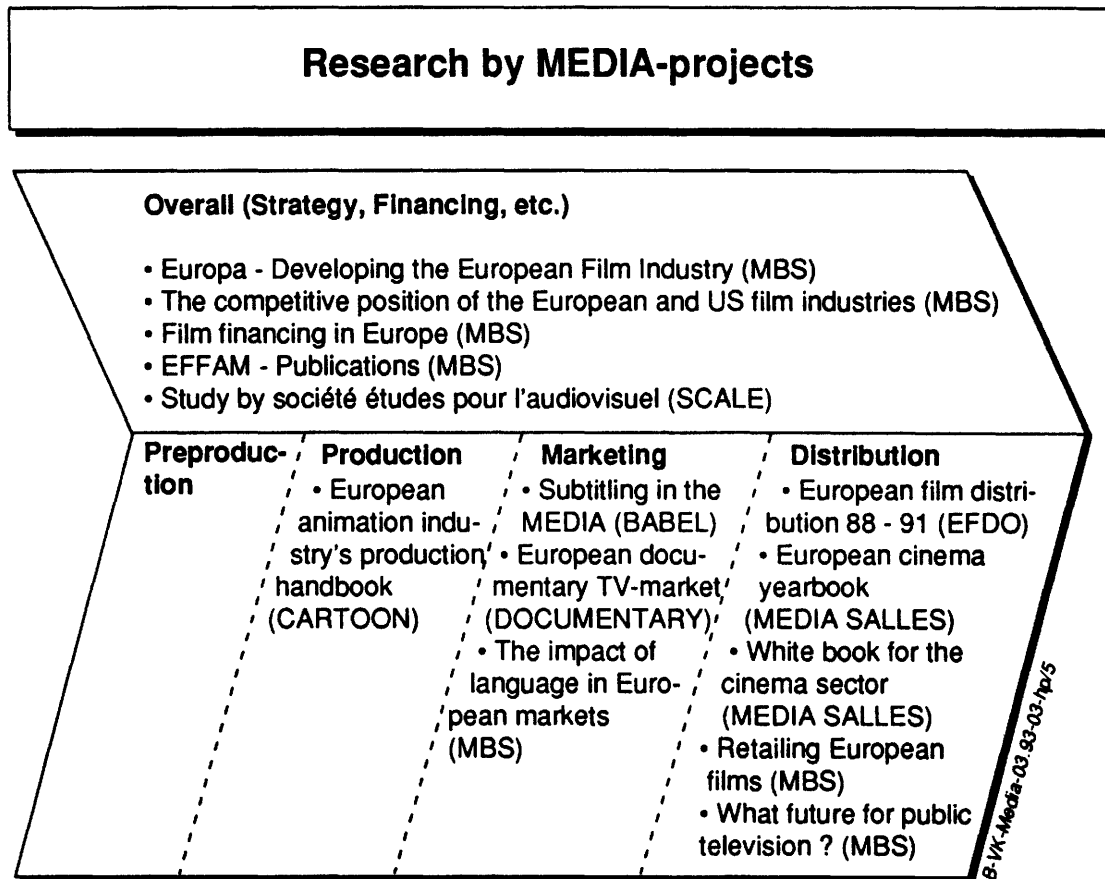 Research by MEDIA-projects
Overall (Strategy, Financing, etc.)
• Europa - Developing the European Film Industry (MBS)
• The competitive position of the European and US film industries (MBS)
• Film financing in Europe (MBS)
• EFFAM - Publications (MBS)
• Study by société études pour l'audiovisuel (SCALE)
Preproduc-
tion
Production
• European
animation indu-
stry's production
handbook
(CARTOON)
Marketing
• Subtitling in the
MEDIA (BABEL)
• European docu-
mentary TV-market
(DOCUMENTARY)
• The impact of
language in Euro-
pean markets
(MBS)
Distribution
• European film distri-
bution 88 - 91 (EFDO)
• European cinema
yearbook
(MEDIA SALLES)
• White book for the
cinema sector
(MEDIA SALLES)
• Retailing European
films (MBS)
• What future for public
television ? (MBS)
B-VK-Media-03.93-03-hp/5